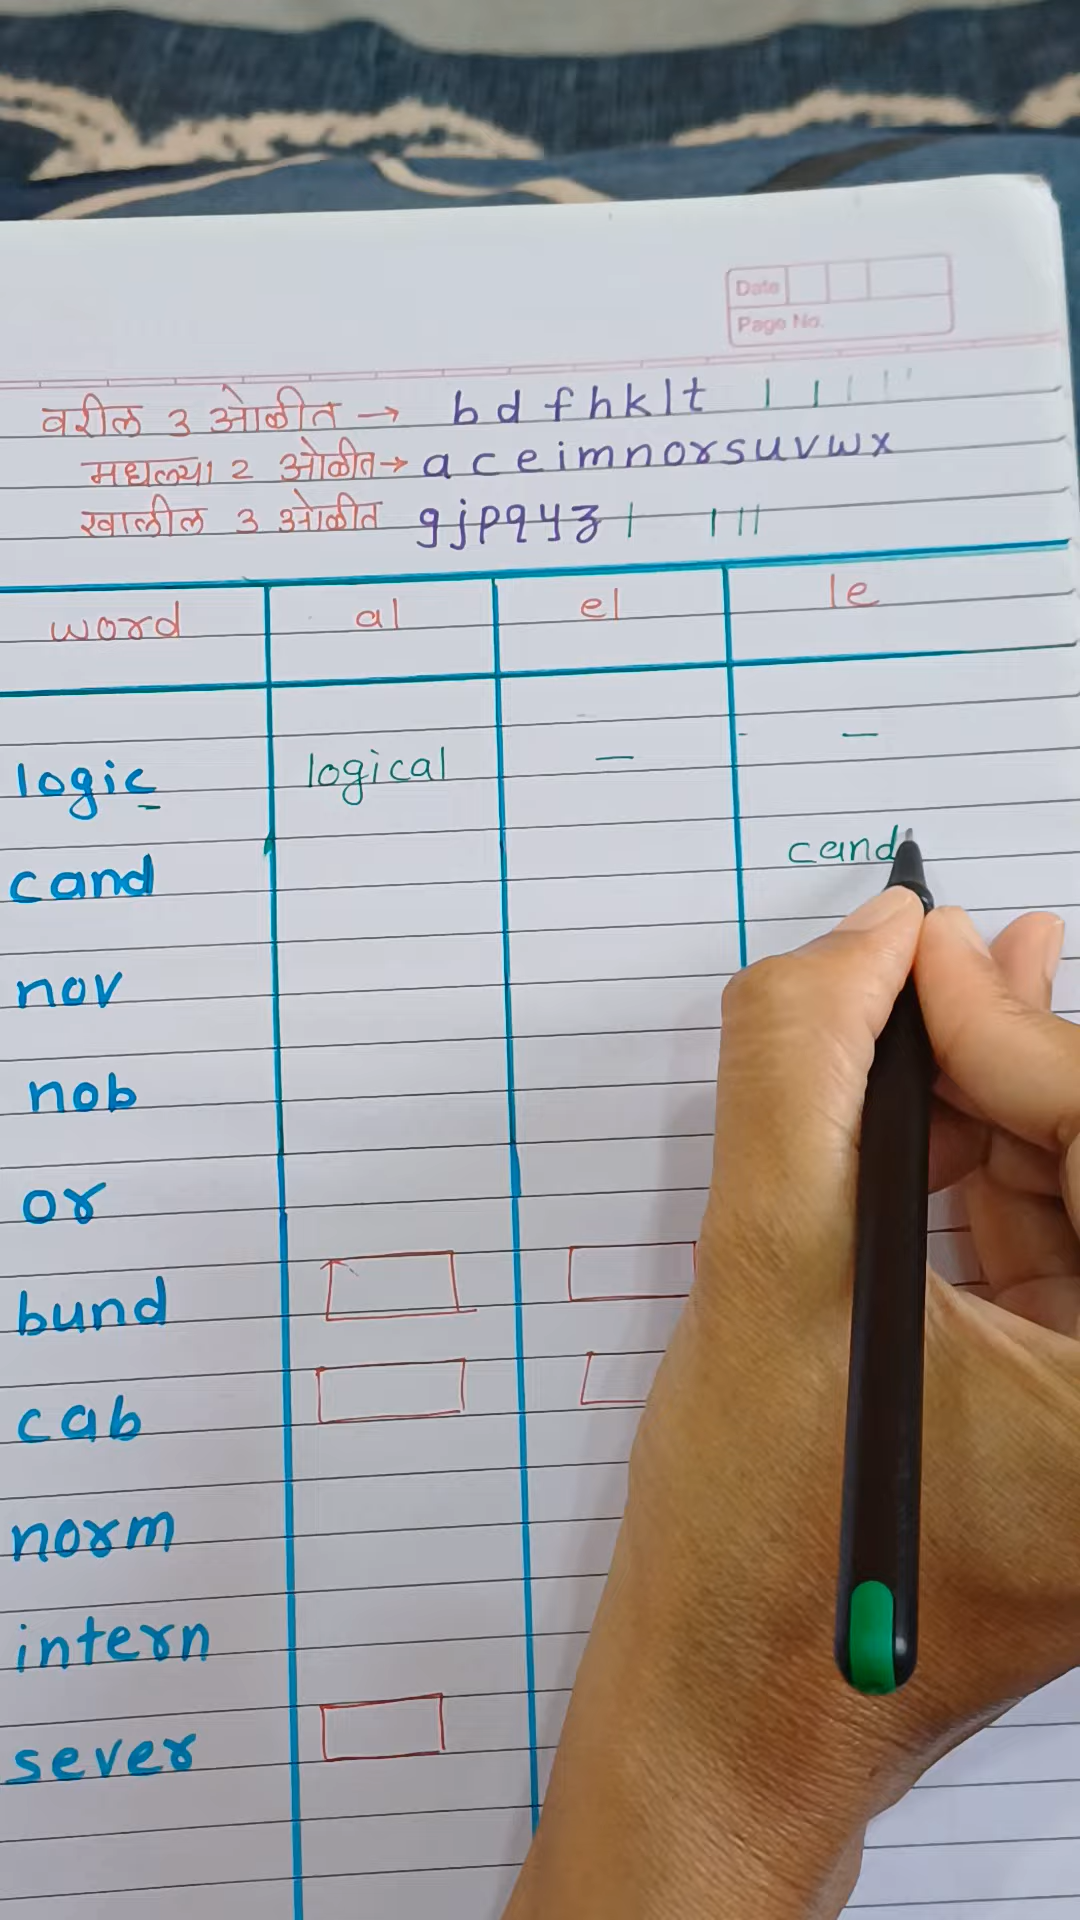 Date
Page No.
वरील 3 ओळीत → b d f h k l t
मधल्या 2 ओळीत → a c e i m n o r s u v w x
खालील 3 ओळीत g j p q y z
word al el le
logic logical — —
cand cand
nov
nob
or
bund
cab
norm
intern
sever